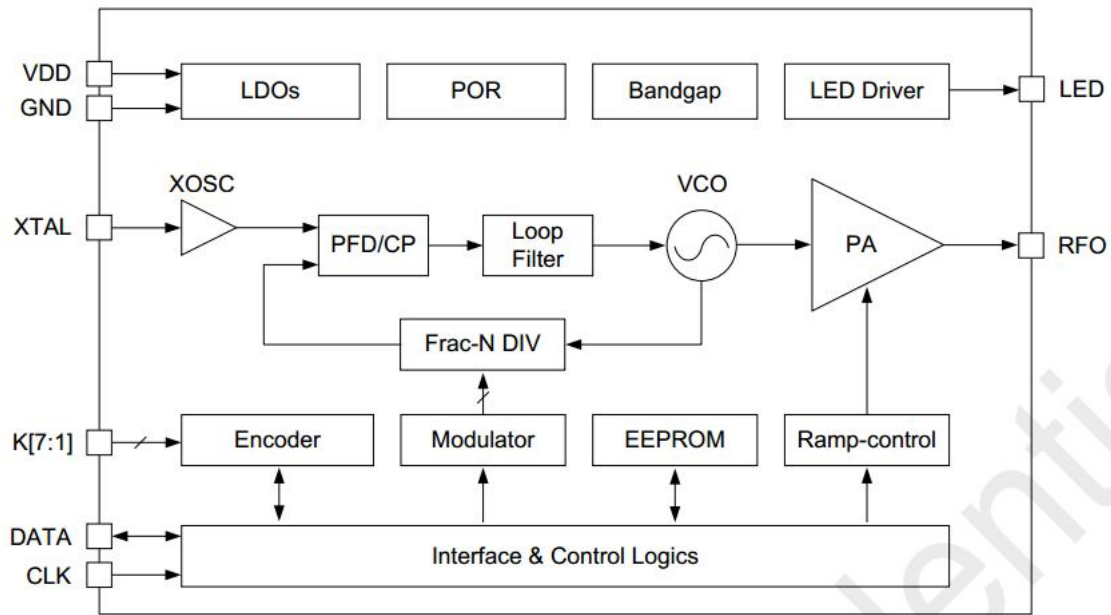 VDD
GND
LDOs
POR
Bandgap
LED Driver
LED
XOSC
VCO
XTAL
PFD/CP
Loop
Filter
PA
RFO
Frac-N DIV
K[7:1]
Encoder
Modulator
EEPROM
Ramp-control
DATA
CLK
Interface & Control Logics